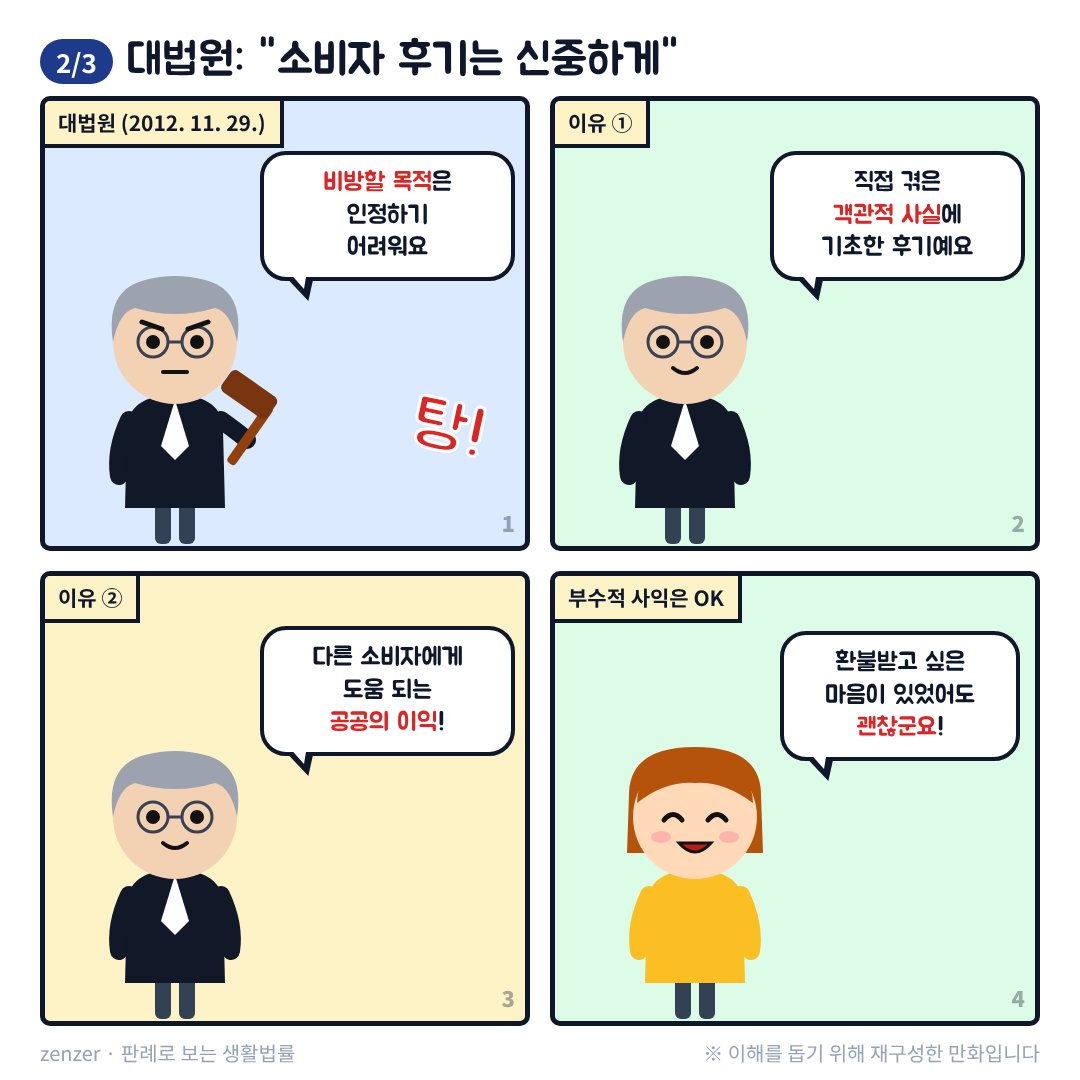 2/3 대법원: "소비자 후기는 신중하게"
대법원 (2012. 11. 29.)
비방할 목적은
인정하기
어려워요
탕!
1
이유 ①
직접 겪은
객관적 사실에
기초한 후기예요
2
이유 ②
다른 소비자에게
도움 되는
공공의 이익!
3
부수적 사익은 OK
환불받고 싶은
마음이 있었어도
괜찮군요!
4
zenzer · 판례로 보는 생활법률
※ 이해를 돕기 위해 재구성한 만화입니다